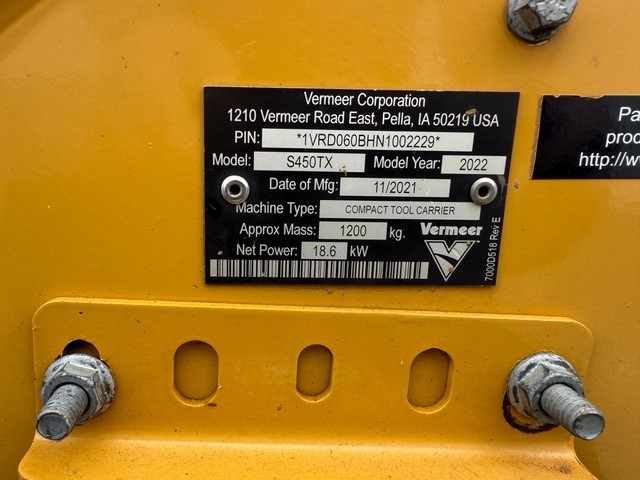 Vermeer Corporation
1210 Vermeer Road East, Pella, IA 50219 USA
PIN: *1VRD060BHN1002229*
Model: S450TX Model Year: 2022
Date of Mfg: 11/2021
Machine Type: COMPACT TOOL CARRIER
Approx Mass: 1200 kg.
Net Power: 18.6 kW
Vermeer
7000D518 Rev E
Pa
prod
http://w